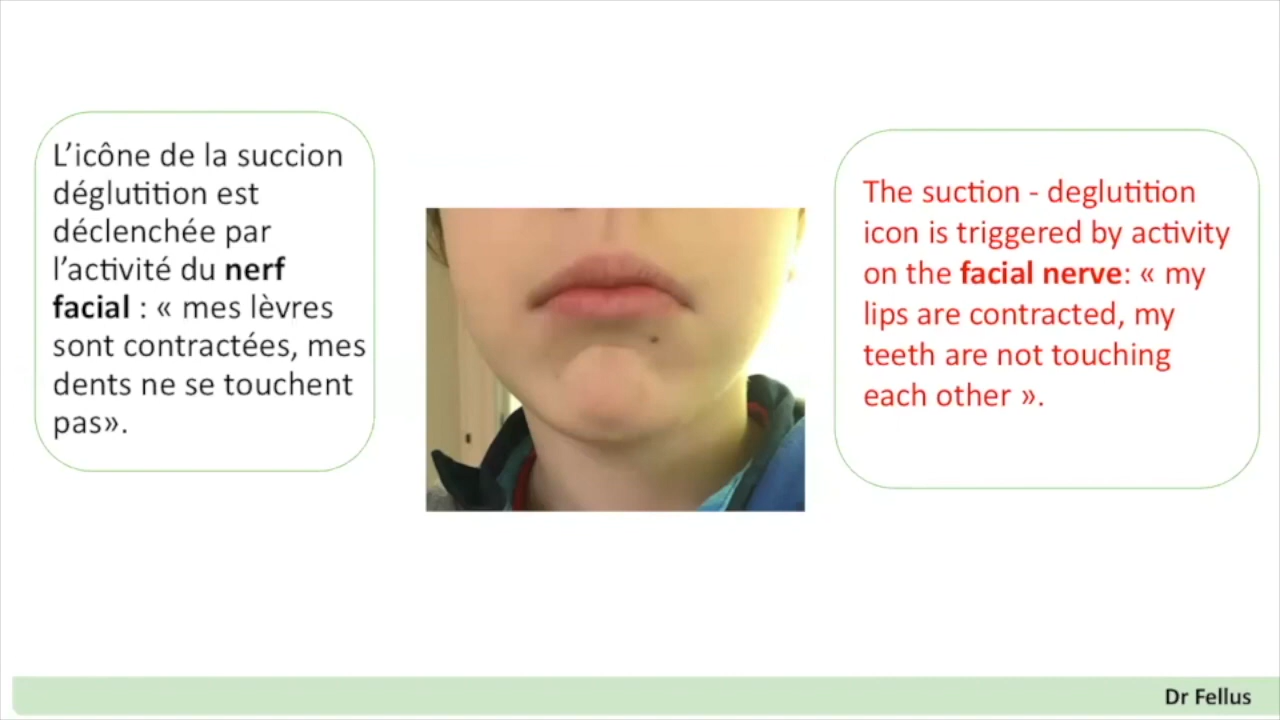 L’icône de la succion
déglutition est
déclenchée par
l’activité du nerf
facial : « mes lèvres
sont contractées, mes
dents ne se touchent
pas».
The suction - deglutition
icon is triggered by activity
on the facial nerve: « my
lips are contracted, my
teeth are not touching
each other ».
Dr Fellus